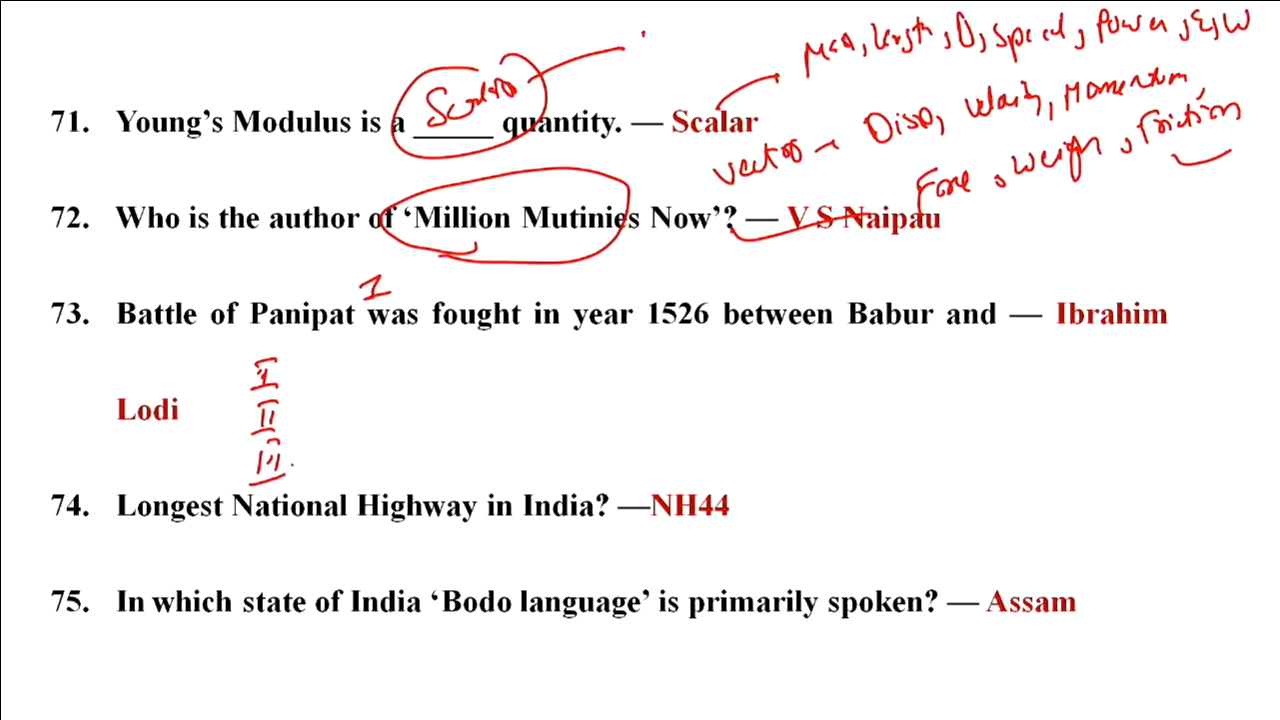 Mass, length, D, Speed, Power, E, W
71. Young’s Modulus is a _____ quantity. — Scalar
Scalar
Vector → Disp, Velocity, Momentum
Force, Weight, Friction
72. Who is the author of ‘Million Mutinies Now’? — V S Naipau
I
73. Battle of Panipat was fought in year 1526 between Babur and — Ibrahim
Lodi
I
II
III
74. Longest National Highway in India? —NH44
75. In which state of India ‘Bodo language’ is primarily spoken? — Assam